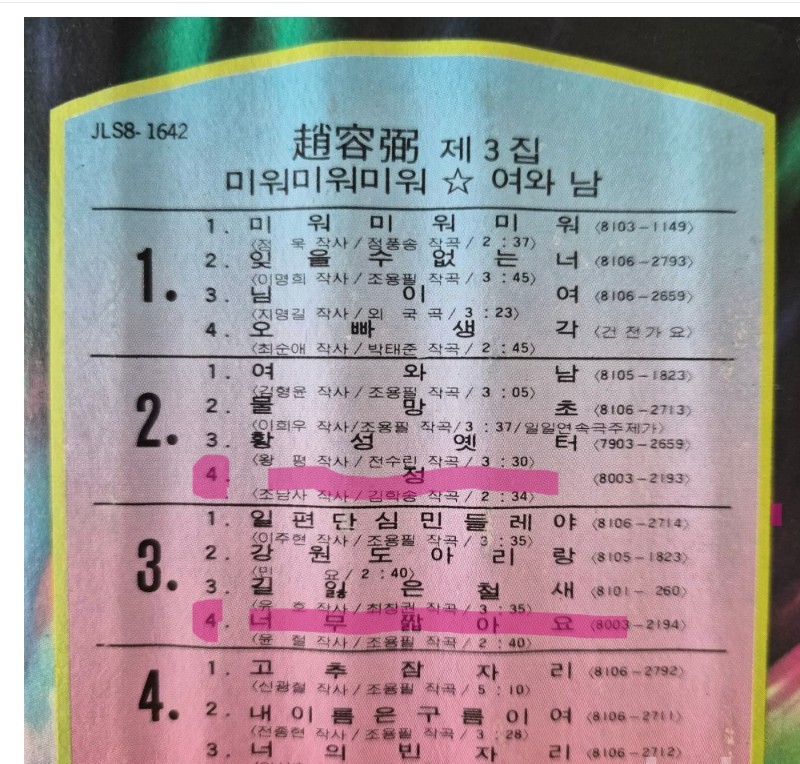 JLS8-1642
趙容弼 제 3 집
미워미워미워 ☆ 여와 남
1.
1. 미 워 미 워 미 워 〈8103-1149〉
〈정 욱 작사/정풍송 작곡/2:37〉
2. 잊 을 수 없 는 너 〈8106-2793〉
〈이명희 작사/조용필 작곡/3:45〉
3. 님 이 여 〈8106-2659〉
〈지명길 작사/외 국 곡/3:23〉
4. 오 빠 생 각 〈건전가요〉
〈최순애 작사/박태준 작곡/2:45〉
2.
1. 여 와 남 〈8105-1823〉
〈김형윤 작사/조용필 작곡/3:05〉
2. 물 망 초 〈8106-2713〉
〈이희우 작사/조용필 작곡/3:37/일일연속극주제가〉
3. 황 성 옛 터 〈7903-2659〉
〈왕 평 작사/전수린 작곡/3:30〉
4. 정 〈8003-2193〉
〈조남사 작사/김학송 작곡/2:34〉
3.
1. 일 편 단 심 민 들 레 야 〈8106-2714〉
〈이주현 작사/조용필 작곡/3:35〉
2. 강 원 도 아 리 랑 〈8105-1823〉
〈민 요/2:40〉
3. 길 잃 은 철 새 〈8101-260〉
〈유 호 작사/최창권 작곡/3:35〉
4. 너 무 짧 아 요 〈8003-2194〉
〈윤 철 작사/조용필 작곡/2:40〉
4.
1. 고 추 잠 자 리 〈8106-2792〉
〈신광철 작사/조용필 작곡/5:10〉
2. 내 이 름 은 구 름 이 여 〈8106-2711〉
〈전종현 작사/조용필 작곡/3:28〉
3. 너 의 빈 자 리 〈8106-2712〉